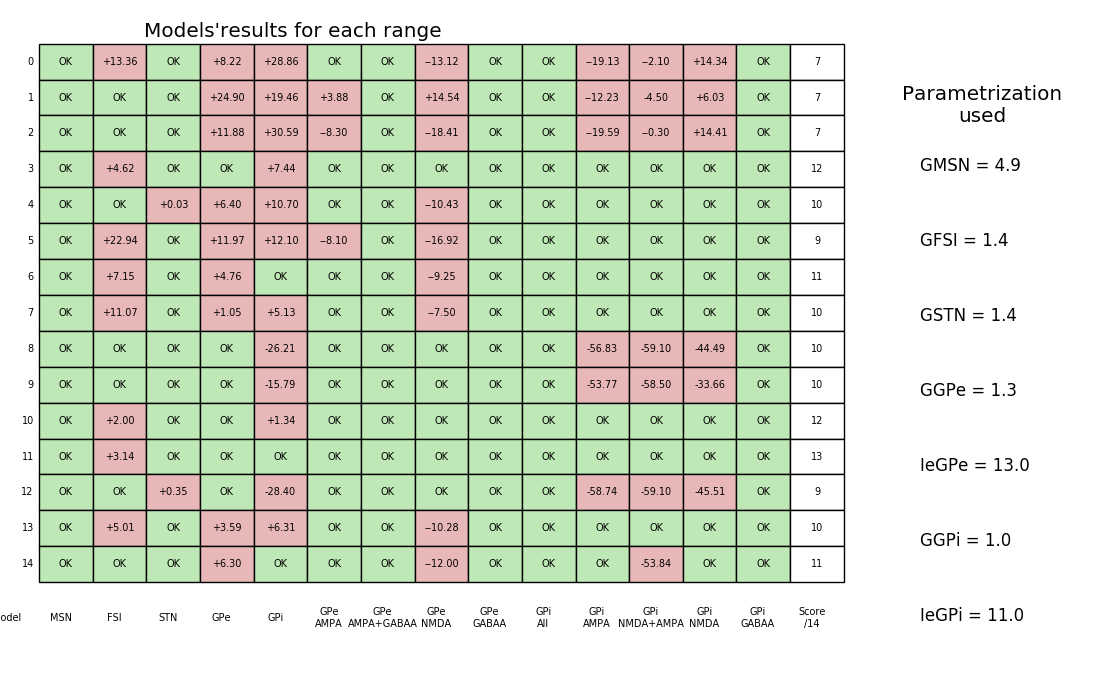 Models'results for each range
0 OK +13.36 OK +8.22 +28.86 OK OK −13.12 OK OK −19.13 −2.10 +14.34 OK 7
1 OK OK OK +24.90 +19.46 +3.88 OK +14.54 OK OK −12.23 -4.50 +6.03 OK 7
2 OK OK OK +11.88 +30.59 −8.30 OK −18.41 OK OK −19.59 −0.30 +14.41 OK 7
3 OK +4.62 OK OK +7.44 OK OK OK OK OK OK OK OK OK 12
4 OK OK +0.03 +6.40 +10.70 OK OK −10.43 OK OK OK OK OK OK 10
5 OK +22.94 OK +11.97 +12.10 −8.10 OK −16.92 OK OK OK OK OK OK 9
6 OK +7.15 OK +4.76 OK OK OK −9.25 OK OK OK OK OK OK 11
7 OK +11.07 OK +1.05 +5.13 OK OK −7.50 OK OK OK OK OK OK 10
8 OK OK OK OK -26.21 OK OK OK OK OK -56.83 -59.10 -44.49 OK 10
9 OK OK OK OK -15.79 OK OK OK OK OK -53.77 -58.50 -33.66 OK 10
10 OK +2.00 OK OK +1.34 OK OK OK OK OK OK OK OK OK 12
11 OK +3.14 OK OK OK OK OK OK OK OK OK OK OK OK 13
12 OK OK +0.35 OK -28.40 OK OK OK OK OK -58.74 -59.10 -45.51 OK 9
13 OK +5.01 OK +3.59 +6.31 OK OK −10.28 OK OK OK OK OK OK 10
14 OK OK OK +6.30 OK OK OK −12.00 OK OK OK -53.84 OK OK 11
odel MSN FSI STN GPe GPi GPe GPe GPe GPe GPi GPi GPi GPi GPi Score
AMPA AMPA+GABAA NMDA GABAA All AMPA NMDA+AMPA NMDA GABAA /14
Parametrization
used
GMSN = 4.9
GFSI = 1.4
GSTN = 1.4
GGPe = 1.3
IeGPe = 13.0
GGPi = 1.0
IeGPi = 11.0